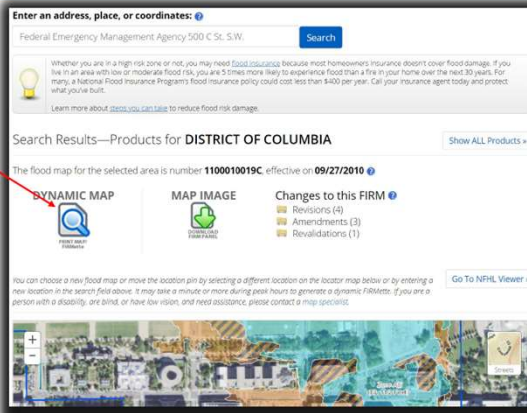 Enter an address, place, or coordinates:
Federal Emergency Management Agency 500 C St. S.W.
Search
Whether you are in a high risk zone or not, you may need flood insurance because most homeowners insurance doesn't cover flood damage. If you
live in an area with low or moderate flood risk, you are 5 times more likely to experience flood than a fire in your home over the next 30 years. For
many, a National Flood Insurance Program's flood insurance policy could cost less than $400 per year. Call your insurance agent today and protect
what you've built.
Learn more about steps you can take to reduce flood risk damage.
Search Results—Products for DISTRICT OF COLUMBIA
Show ALL Products »
The flood map for the selected area is number 1100010019C, effective on 09/27/2010
DYNAMIC MAP
MAP IMAGE
Changes to this FIRM
Revisions (4)
Amendments (3)
Revalidations (1)
PRINT MAP/
FIRMette
DOWNLOAD
FIRM PANEL
You can choose a new flood map or move the location pin by selecting a different location on the locator map below or by entering a
new location in the search field above. It may take a minute or more during peak hours to generate a dynamic FIRMette. If you are a
person with a disability, are blind, or have low vision, and need assistance, please contact a map specialist.
Go To NFHL Viewer
+
−
Streets